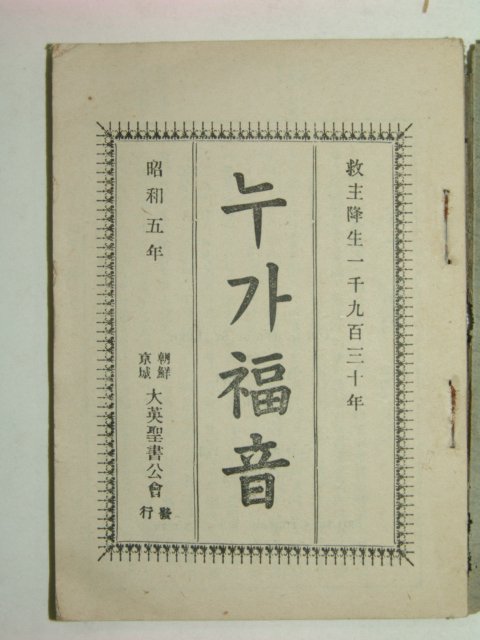 救主降生一千九百三十年
누가福音
昭和五年
朝鮮
京城
大英聖書公會
發行